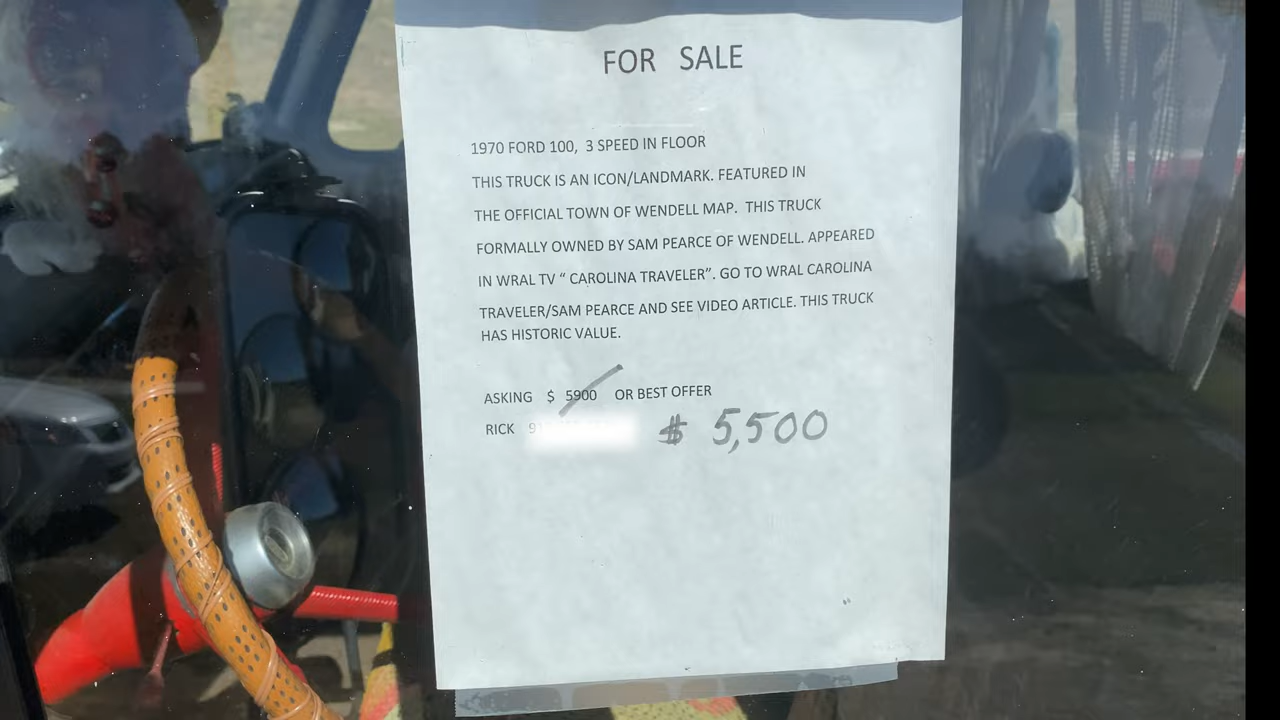 FOR SALE
1970 FORD 100, 3 SPEED IN FLOOR
THIS TRUCK IS AN ICON/LANDMARK. FEATURED IN
THE OFFICIAL TOWN OF WENDELL MAP. THIS TRUCK
FORMALLY OWNED BY SAM PEARCE OF WENDELL. APPEARED
IN WRAL TV “ CAROLINA TRAVELER”. GO TO WRAL CAROLINA
TRAVELER/SAM PEARCE AND SEE VIDEO ARTICLE. THIS TRUCK
HAS HISTORIC VALUE.
ASKING $ 5900 OR BEST OFFER
RICK $ 5,500